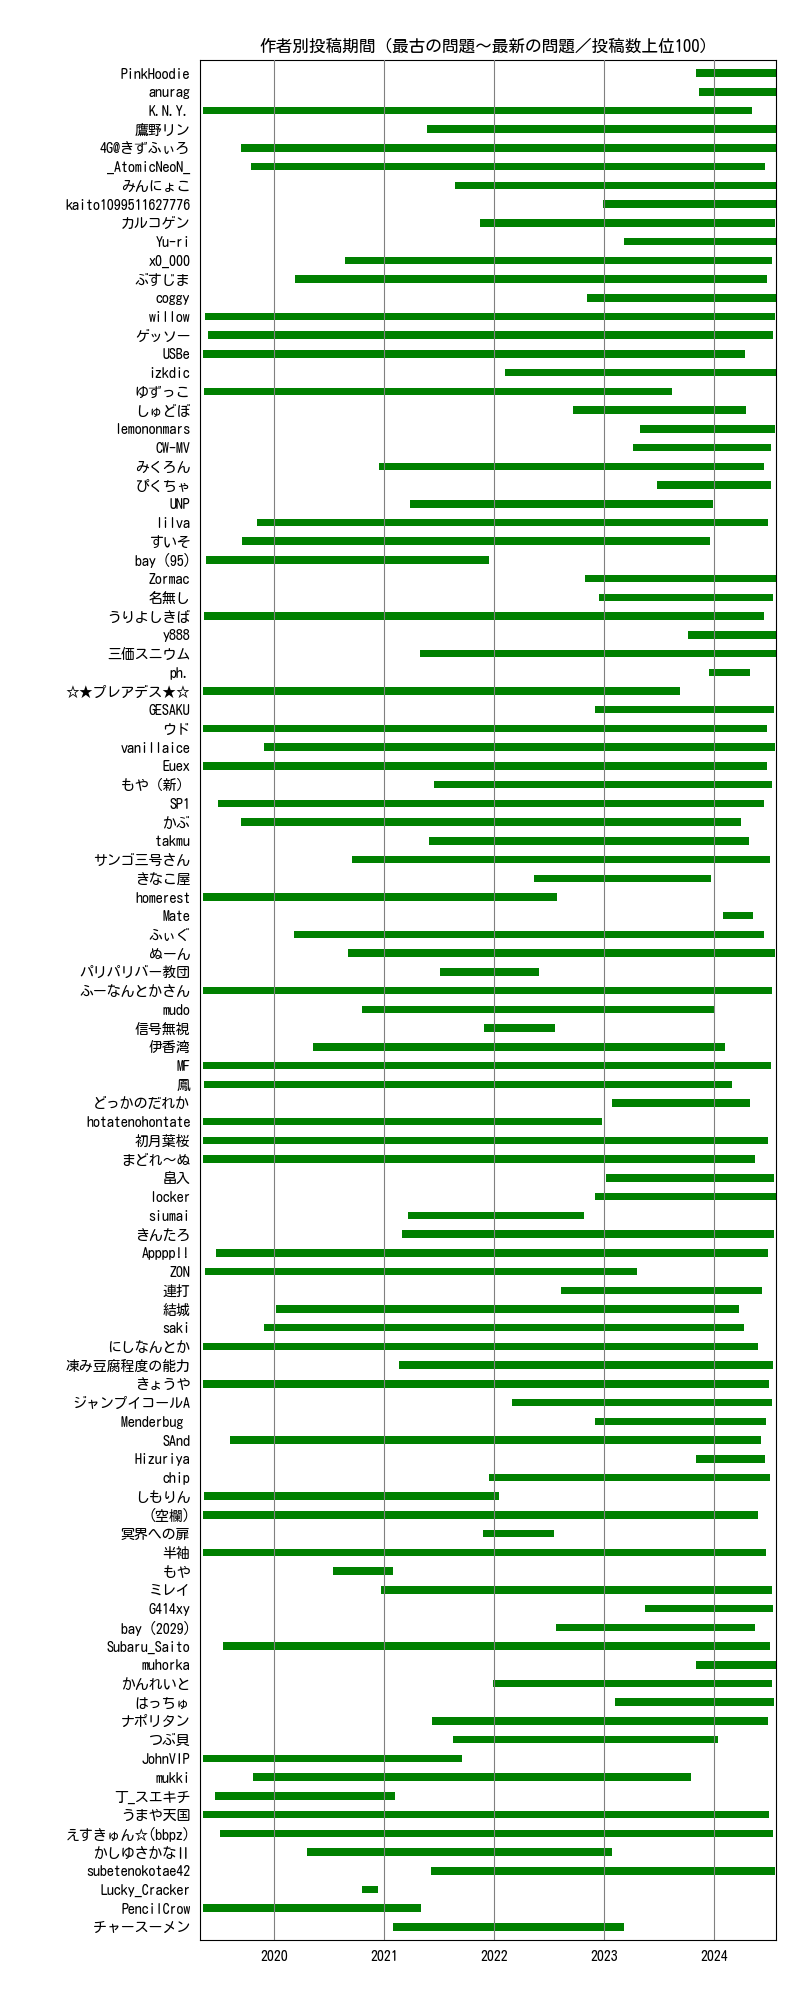 作者別投稿期間（最古の問題～最新の問題／投稿数上位100）
PinkHoodie
anurag
K.N.Y.
鷹野リン
4G@きずふぃろ
_AtomicNeoN_
みんにょこ
kaito1099511627776
カルコゲン
Yu-ri
x0_000
ぶすじま
coggy
willow
ゲッソー
USBe
izkdic
ゆずっこ
しゅどぼ
lemononmars
CW-MV
みくろん
ぴくちゃ
UNP
lilva
すいそ
bay (95)
Zormac
名無し
うりよしきば
y888
三価スニウム
ph.
☆★プレアデス★☆
GESAKU
ウド
vanillaice
Euex
もや（新）
SP1
かぶ
takmu
サンゴ三号さん
きなこ屋
homerest
Mate
ふぃぐ
ぬーん
パリパリバー教団
ふーなんとかさん
mudo
信号無視
伊香湾
MF
鳳
どっかのだれか
hotatenohontate
初月葉桜
まどれ～ぬ
畠入
locker
siumai
きんたろ
Appppll
ZON
連打
結城
saki
にしなんとか
凍み豆腐程度の能力
きょうや
ジャンプイコールA
Menderbug
SAnd
Hizuriya
chip
しもりん
(空欄)
冥界への扉
半袖
もや
ミレイ
G414xy
bay (2029)
Subaru_Saito
muhorka
かんれいと
はっちゅ
ナポリタン
つぶ貝
JohnVIP
mukki
丁_スエキチ
うまや天国
えすきゅん☆(bbpz)
かしゆさかなⅡ
subetenokotae42
Lucky_Cracker
PencilCrow
チャースーメン
2020 2021 2022 2023 2024